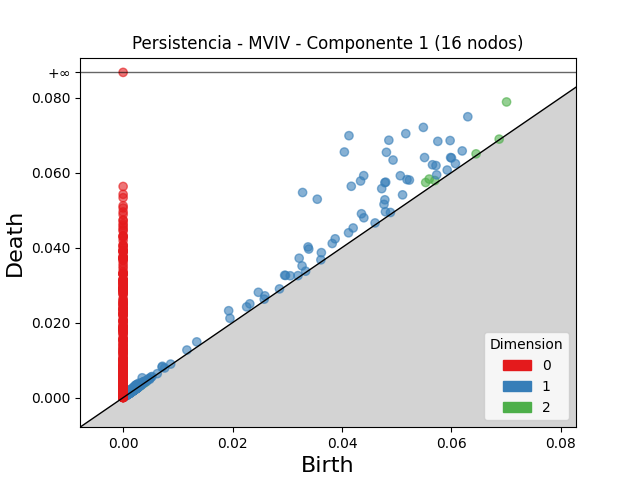 Persistencia - MVIV - Componente 1 (16 nodos)
+∞
0.080
0.060
0.040
0.020
0.000
Death
Dimension
0
1
2
0.00 0.02 0.04 0.06 0.08
Birth